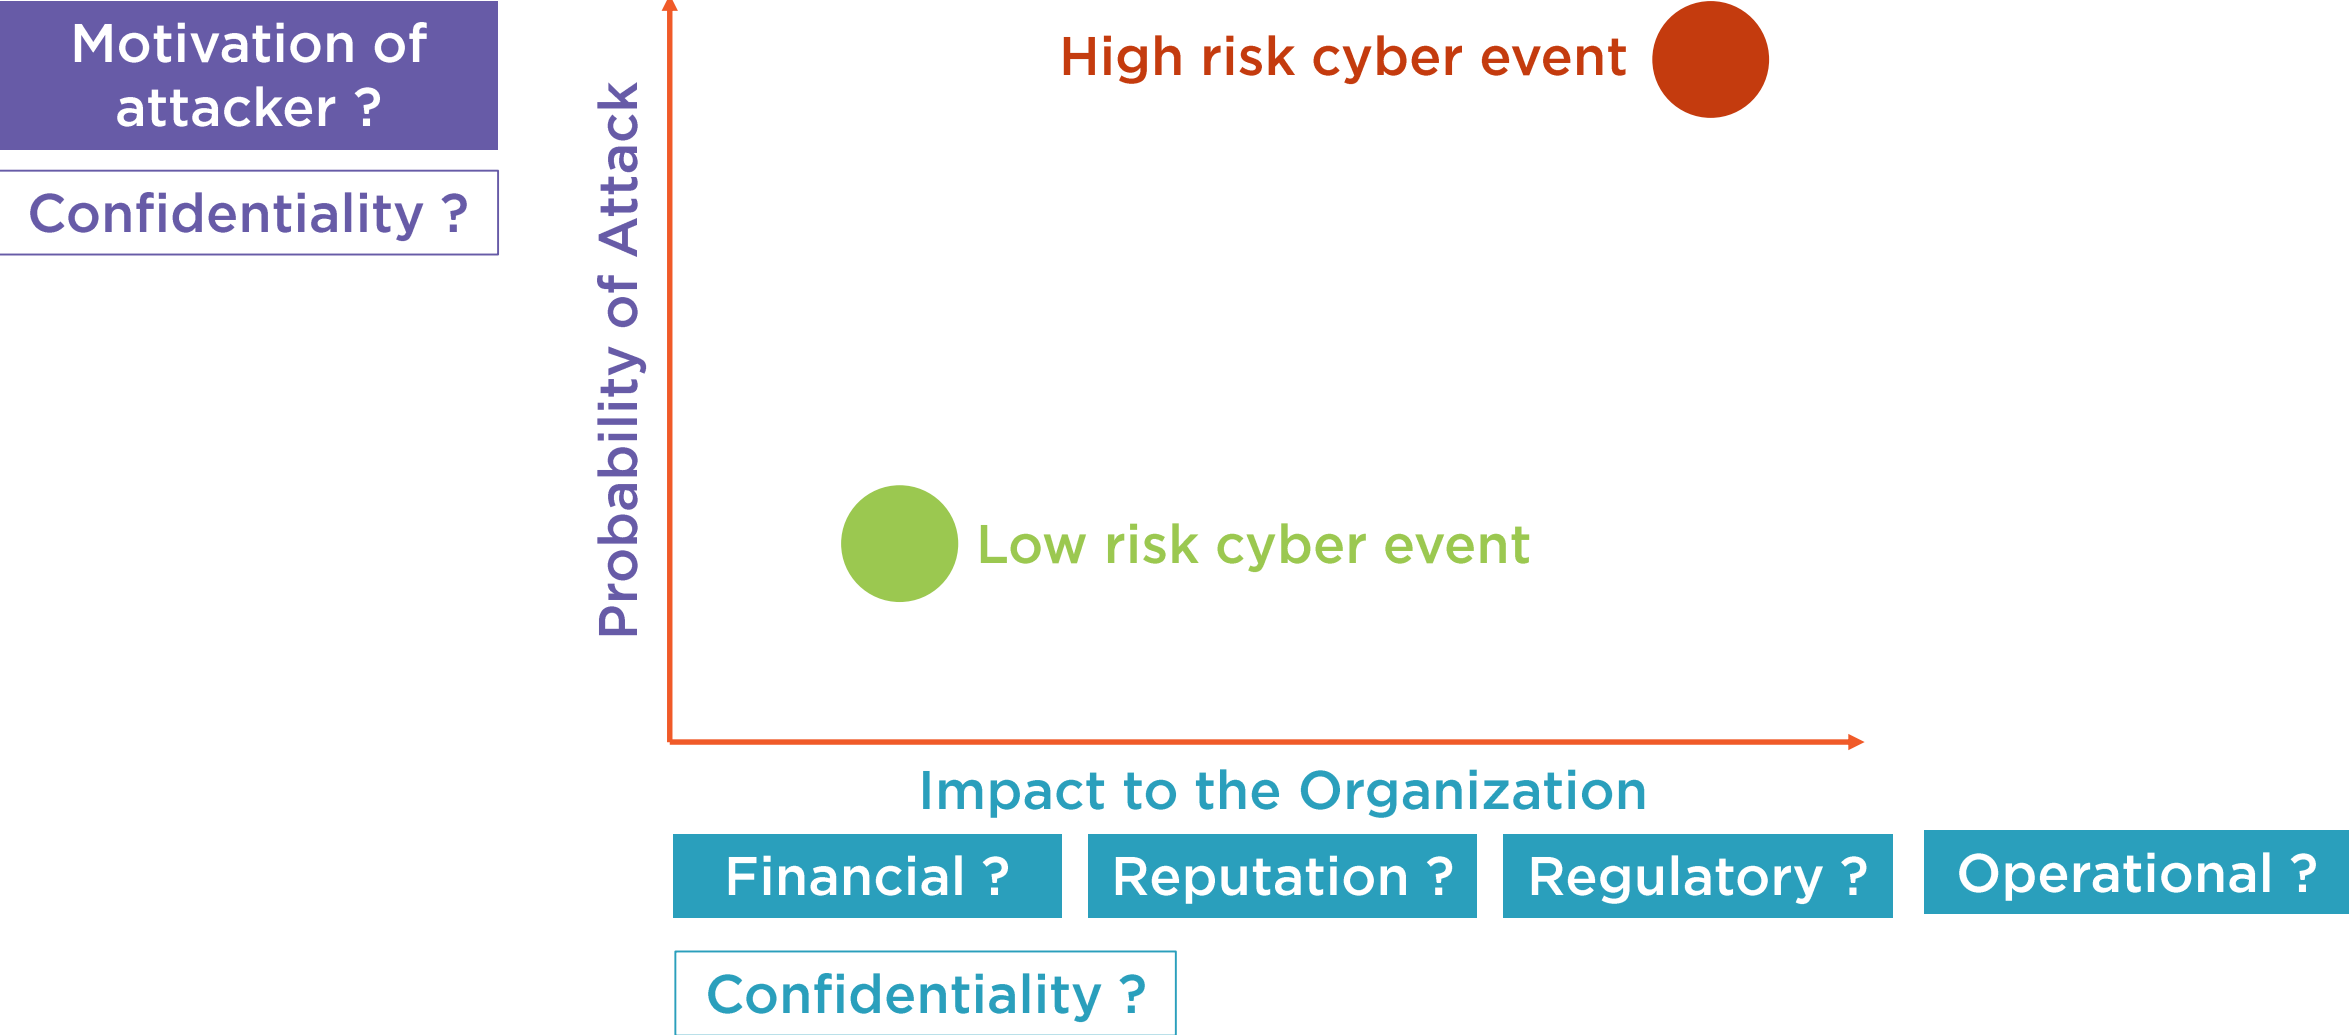 Motivation of
attacker ?
Confidentiality ?
Probability of Attack
High risk cyber event
Low risk cyber event
Impact to the Organization
Financial ?
Reputation ?
Regulatory ?
Operational ?
Confidentiality ?